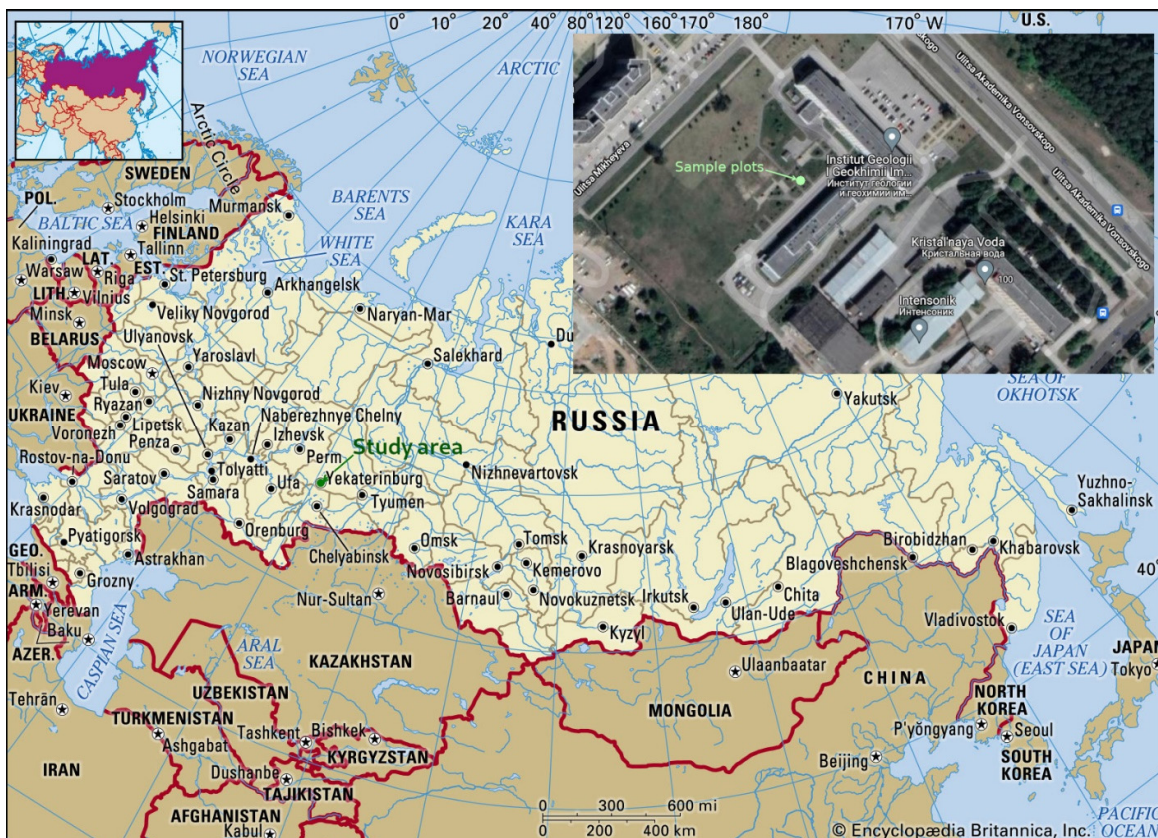 0° 10° 20° 40° 80° 120° 160° 170° 180° 170°W U.S.
NORWEGIAN
SEA
ARCTIC
Arctic Circle
SWEDEN
POL.
Stockholm
BALTIC SEA
Helsinki
FINLAND
Murmansk
BARENTS
SEA
KARA
SEA
WHITE
SEA
Kaliningrad
Tallinn
LAT.
EST.
Warsaw
Riga
St. Petersburg
LITH.
Vilnius
Arkhangelsk
Minsk
Veliky Novgorod
Naryan-Mar
BELARUS
Ulyanovsk
Du
Moscow
Yaroslavl
Salekhard
Kiev
Tula
Nizhny Novgorod
UKRAINE
Ryazan
Naberezhnye Chelny
Voronezh
Lipetsk
Kazan
Izhevsk
Penza
Perm
Study area
RUSSIA
Yakutsk
SEA OF
OKHOTSK
Rostov-na-Donu
Tolyatti
Nizhnevartovsk
Saratov
Ufa
Yekaterinburg
Samara
Tyumen
Yuzhno-
Sakhalinsk
Krasnodar
Volgograd
Orenburg
Pyatigorsk
Chelyabinsk
Omsk
Tomsk
Krasnoyarsk
Birobidzhan
Khabarovsk
GEO.
Astrakhan
Novosibirsk
Kemerovo
Blagoveshchensk
40°
Tbilisi
Grozny
ARM.
Nur-Sultan
Barnaul
Novokuznetsk
Irkutsk
Chita
Ulan-Ude
Yerevan
Baku
Kyzyl
Vladivostok
AZER.
CASPIAN SEA
ARAL
SEA
KAZAKHSTAN
Ulaanbaatar
CHINA
SEA
OF
JAPAN
(EAST SEA)
JAPAN
Tokyo
Tehrān
UZBEKISTAN
MONGOLIA
NORTH
KOREA
TURKMENISTAN
Tashkent
Bishkek
P'yŏngyang
Seoul
Ashgabat
KYRGYZSTAN
Beijing
SOUTH
KOREA
IRAN
Dushanbe
TAJIKISTAN
0 300 600 mi
0 200 400 km
PACIFIC
OCEAN
AFGHANISTAN
Kabul
© Encyclopædia Britannica, Inc.
Ulitsa Akademika Vonsovskogo
Ulitsa Akademika Vonsovskogo
Ulitsa Akademika Vonsovskogo
Ulitsa Mikheyeva
Sample plots
Institut Geologii
I Geokhimii Im...
Институт геологии
и геохимии им...
Kristal'naya Voda
Кристальная вода
100
Intensonik
Интенсоник